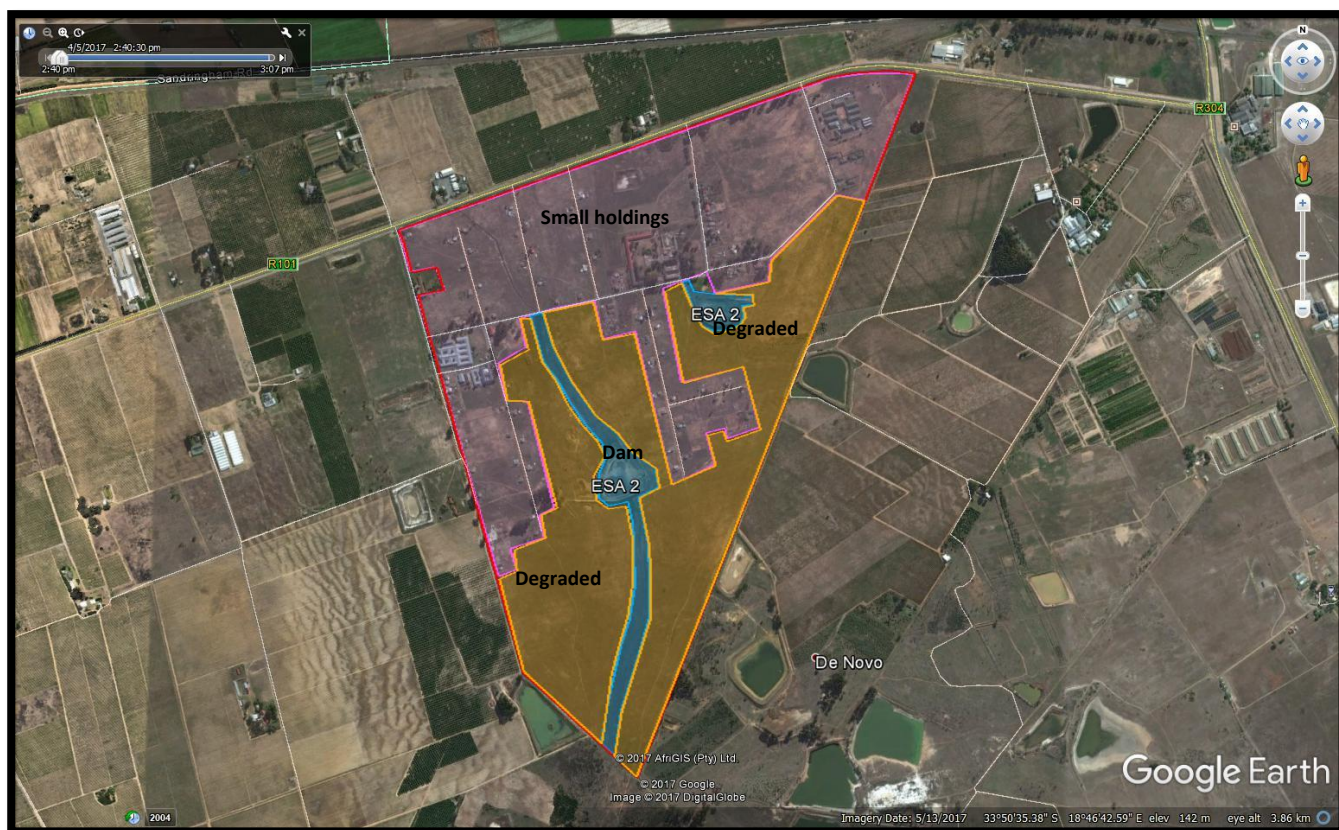 4/5/2017 2:40:30 pm
2:40 pm
3:07 pm
Sandringham Rd
N
R304
Small holdings
R101
ESA 2
Degraded
Dam
ESA 2
Degraded
De Novo
© 2017 AfriGIS (Pty) Ltd.
© 2017 Google
Image © 2017 DigitalGlobe
Google Earth
2004
Imagery Date: 5/13/2017 33°50'35.38" S 18°46'42.59" E elev 142 m eye alt 3.86 km